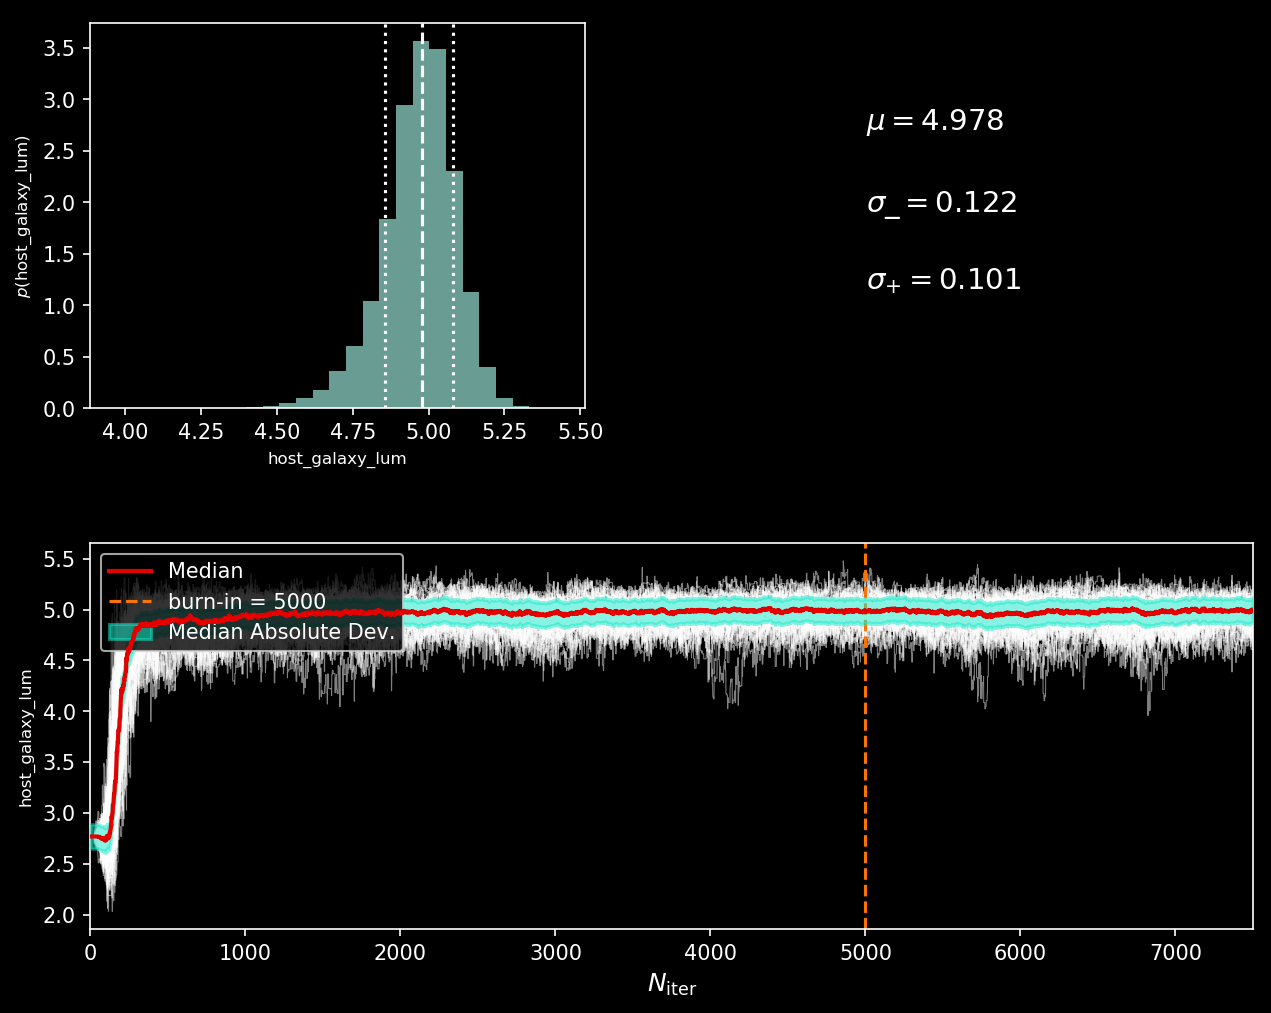 3.5
3.0
2.5
2.0
1.5
1.0
0.5
0.0
p(host_galaxy_lum)
4.00 4.25 4.50 4.75 5.00 5.25 5.50
host_galaxy_lum
μ = 4.978
σ₋ = 0.122
σ₊ = 0.101
5.5
5.0
4.5
4.0
3.5
3.0
2.5
2.0
host_galaxy_lum
Median
burn-in = 5000
Median Absolute Dev.
0 1000 2000 3000 4000 5000 6000 7000
N_iter